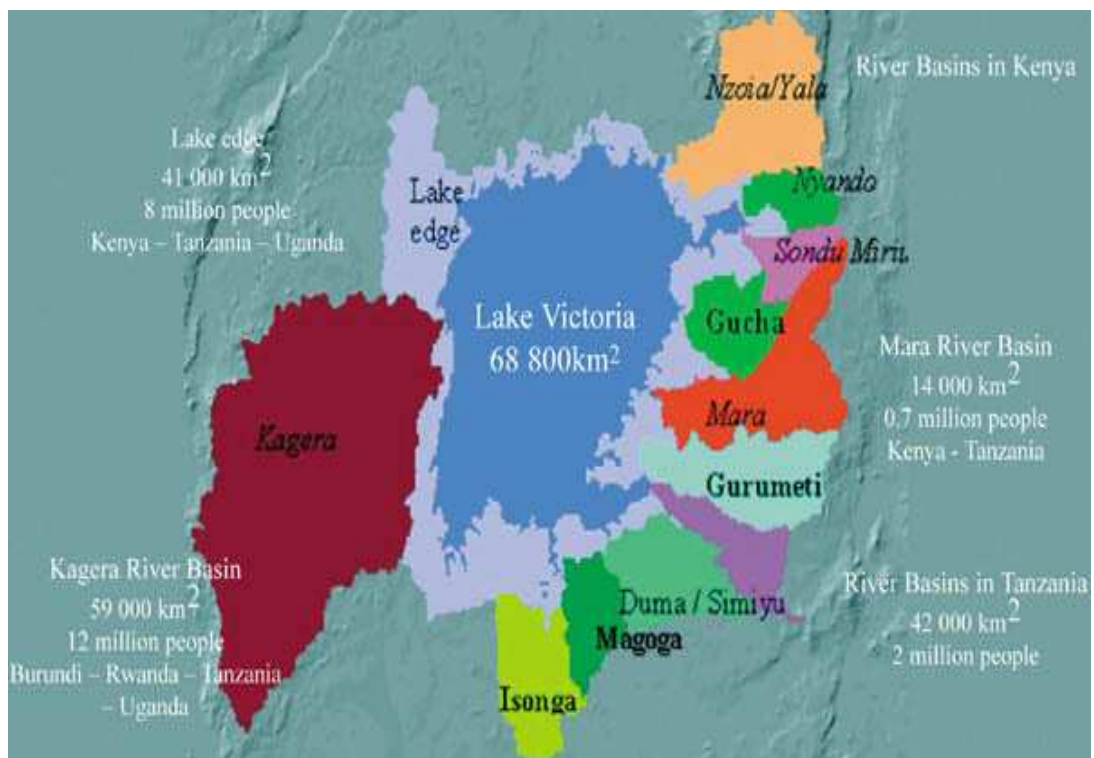 Nzoia/Yala
River Basins in Kenya
Lake edge
41 000 km2
8 million people
Kenya – Tanzania – Uganda
Lake
edge
Nyando
Sondu Miru
Lake Victoria
68 800km2
Gucha
Mara River Basin
14 000 km2
0.7 million people
Kenya - Tanzania
Mara
Kagera
Gurumeti
Kagera River Basin
59 000 km2
12 million people
Burundi – Rwanda – Tanzania
– Uganda
River Basins in Tanzania
42 000 km2
2 million people
Duma / Simiyu
Magoga
Isonga